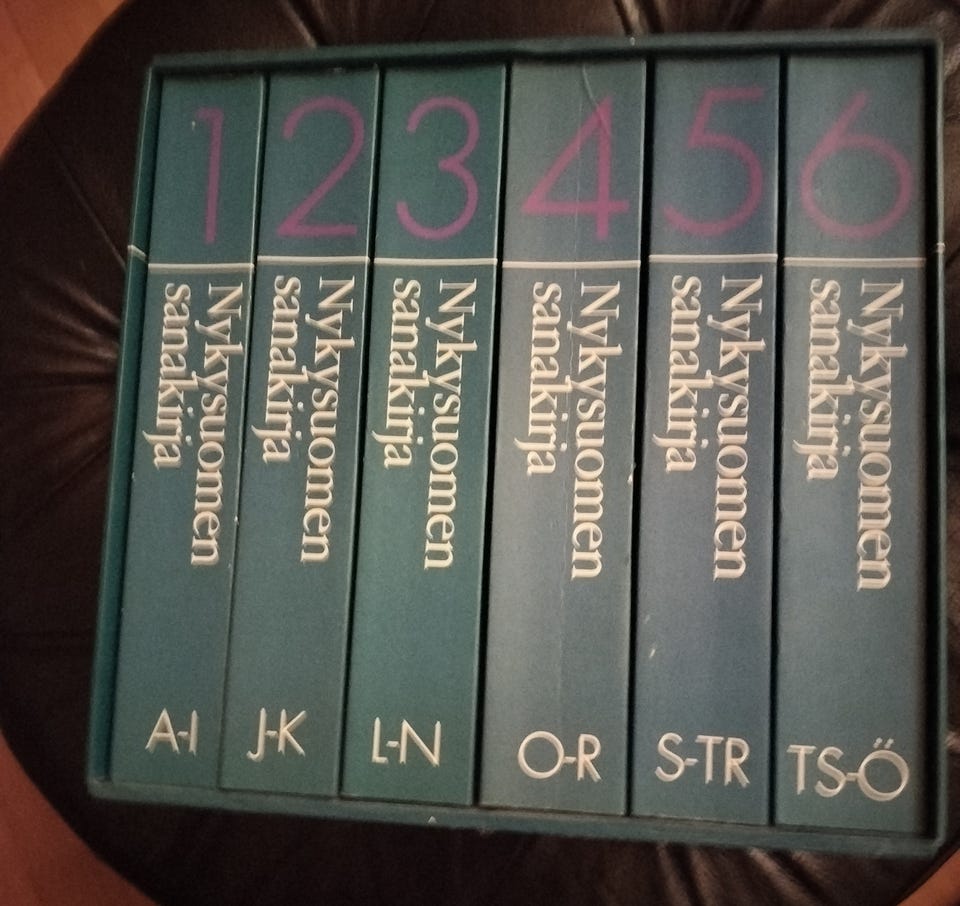 1
Nykysuomen
sanakirja
A-I
2
Nykysuomen
sanakirja
J-K
3
Nykysuomen
sanakirja
L-N
4
Nykysuomen
sanakirja
O-R
5
Nykysuomen
sanakirja
S-TR
6
Nykysuomen
sanakirja
TS-Ö